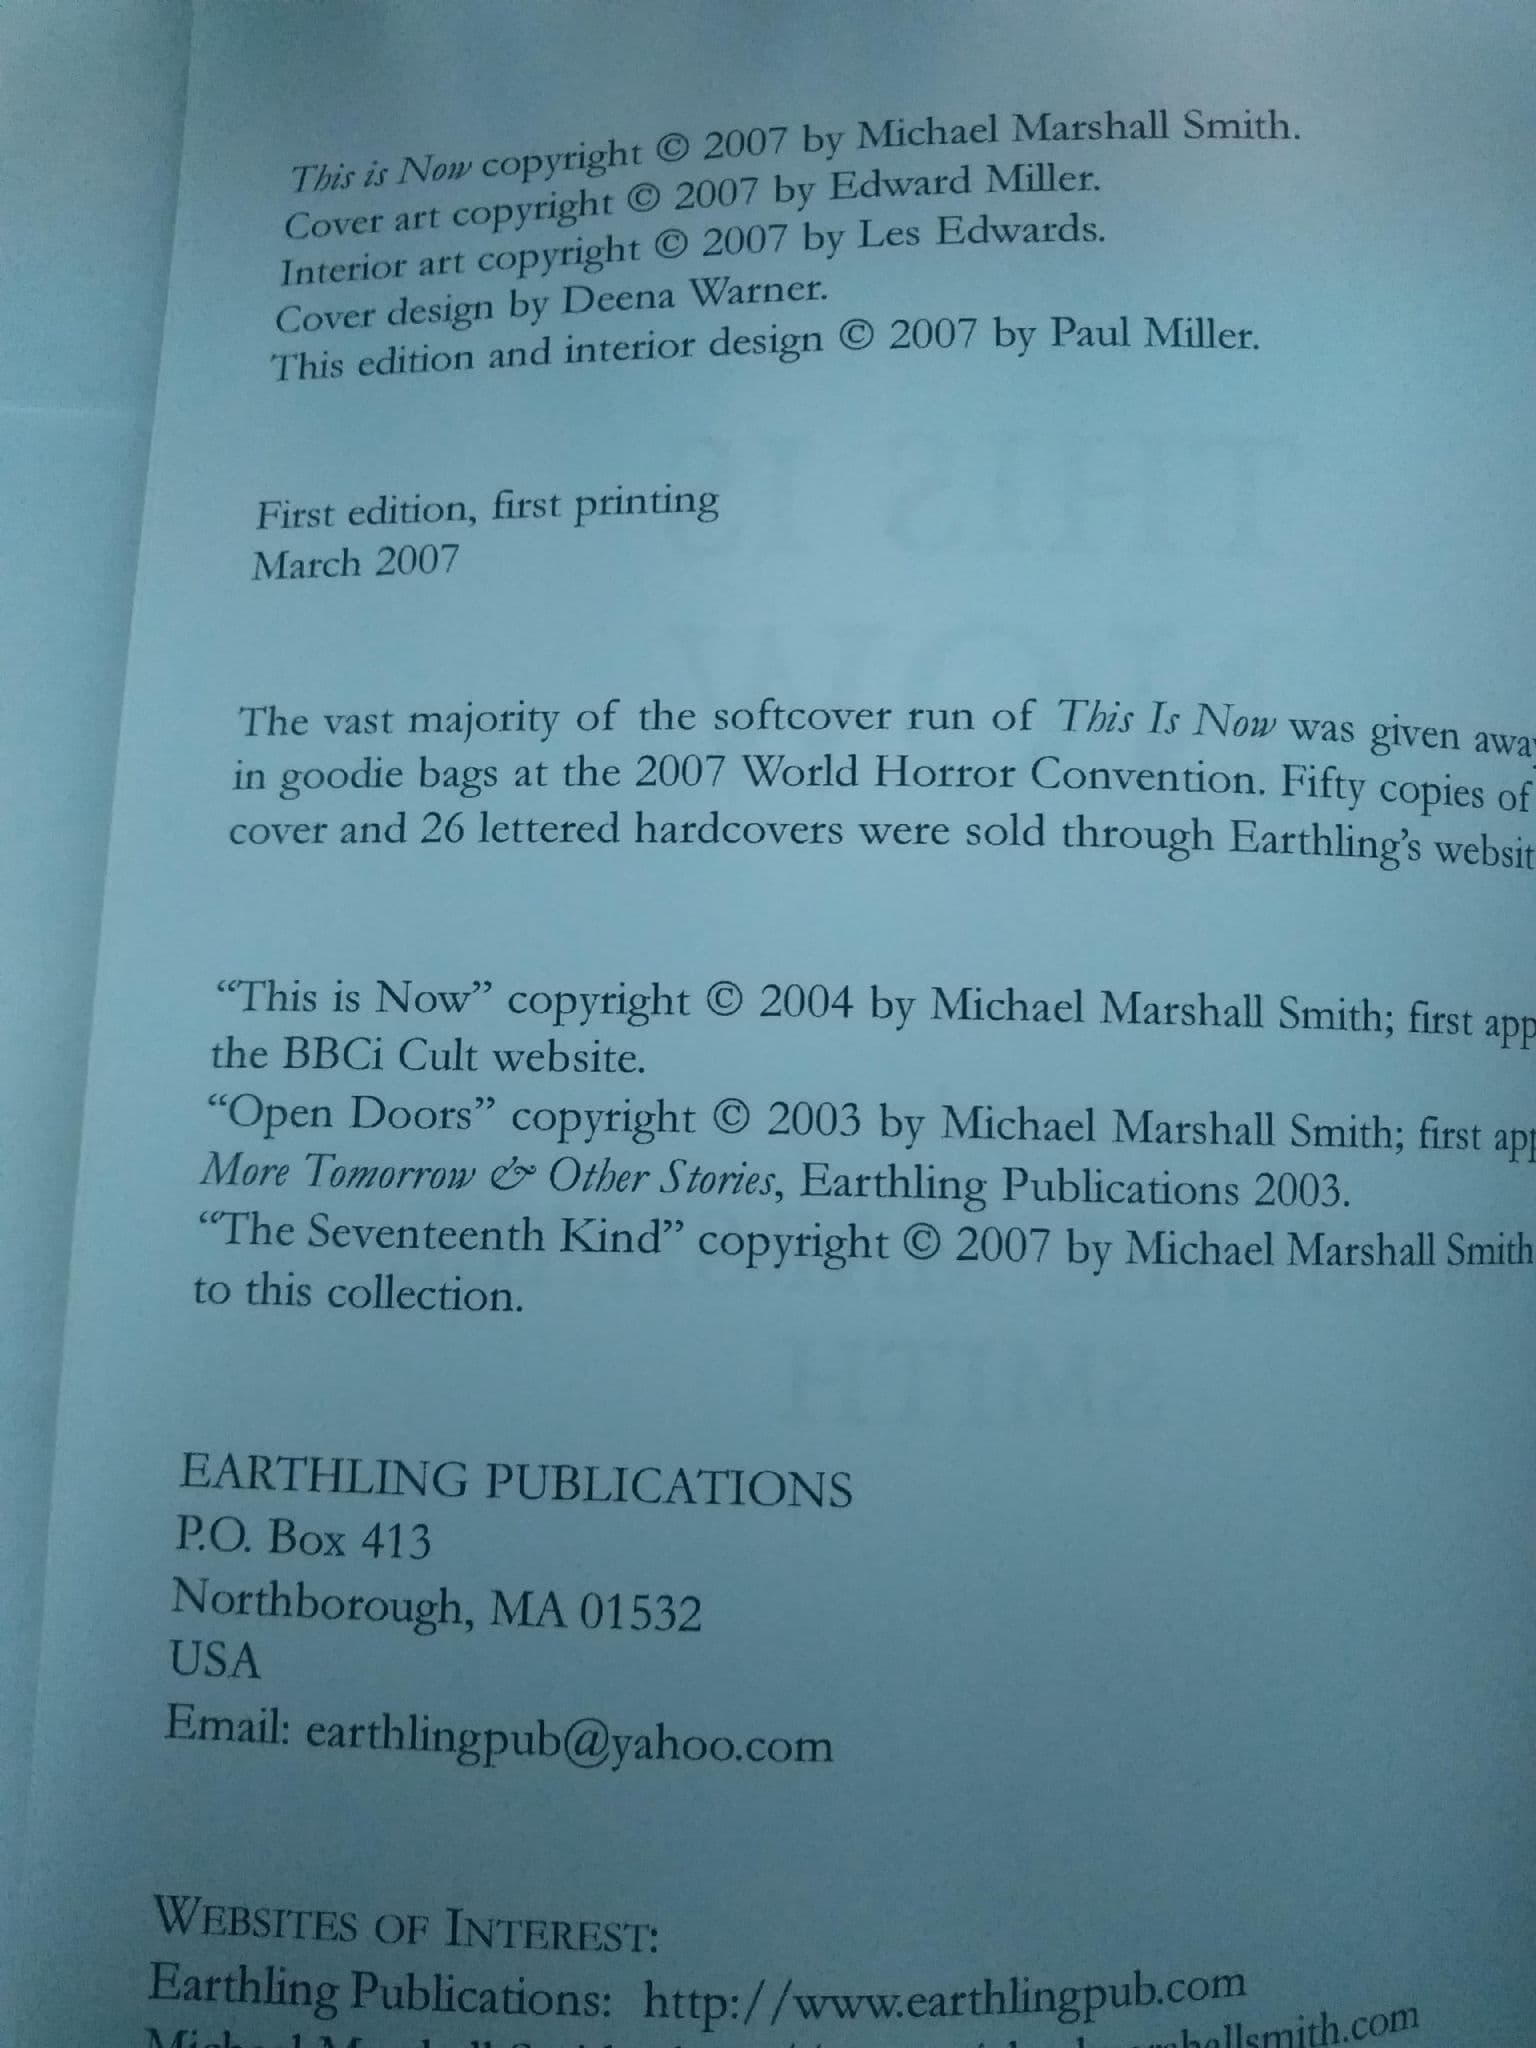 This is Now copyright © 2007 by Michael Marshall Smith.
Cover art copyright © 2007 by Edward Miller.
Interior art copyright © 2007 by Les Edwards.
Cover design by Deena Warner.
This edition and interior design © 2007 by Paul Miller.
First edition, first printing
March 2007
The vast majority of the softcover run of This Is Now was given
in goodie bags at the 2007 World Horror Convention. Fifty copies of
cover and 26 lettered hardcovers were sold through Earthling's
“This is Now” copyright © 2004 by Michael Marshall Smith; first
the BBCi Cult website.
“Open Doors” copyright © 2003 by Michael Marshall Smith; first
More Tomorrow & Other Stories, Earthling Publications 2003.
“The Seventeenth Kind” copyright © 2007 by Michael Marshall Smith
to this collection.
EARTHLING PUBLICATIONS
P.O. Box 413
Northborough, MA 01532
USA
Email: earthlingpub@yahoo.com
WEBSITES OF INTEREST:
Earthling Publications: http://www.earthlingpub.com